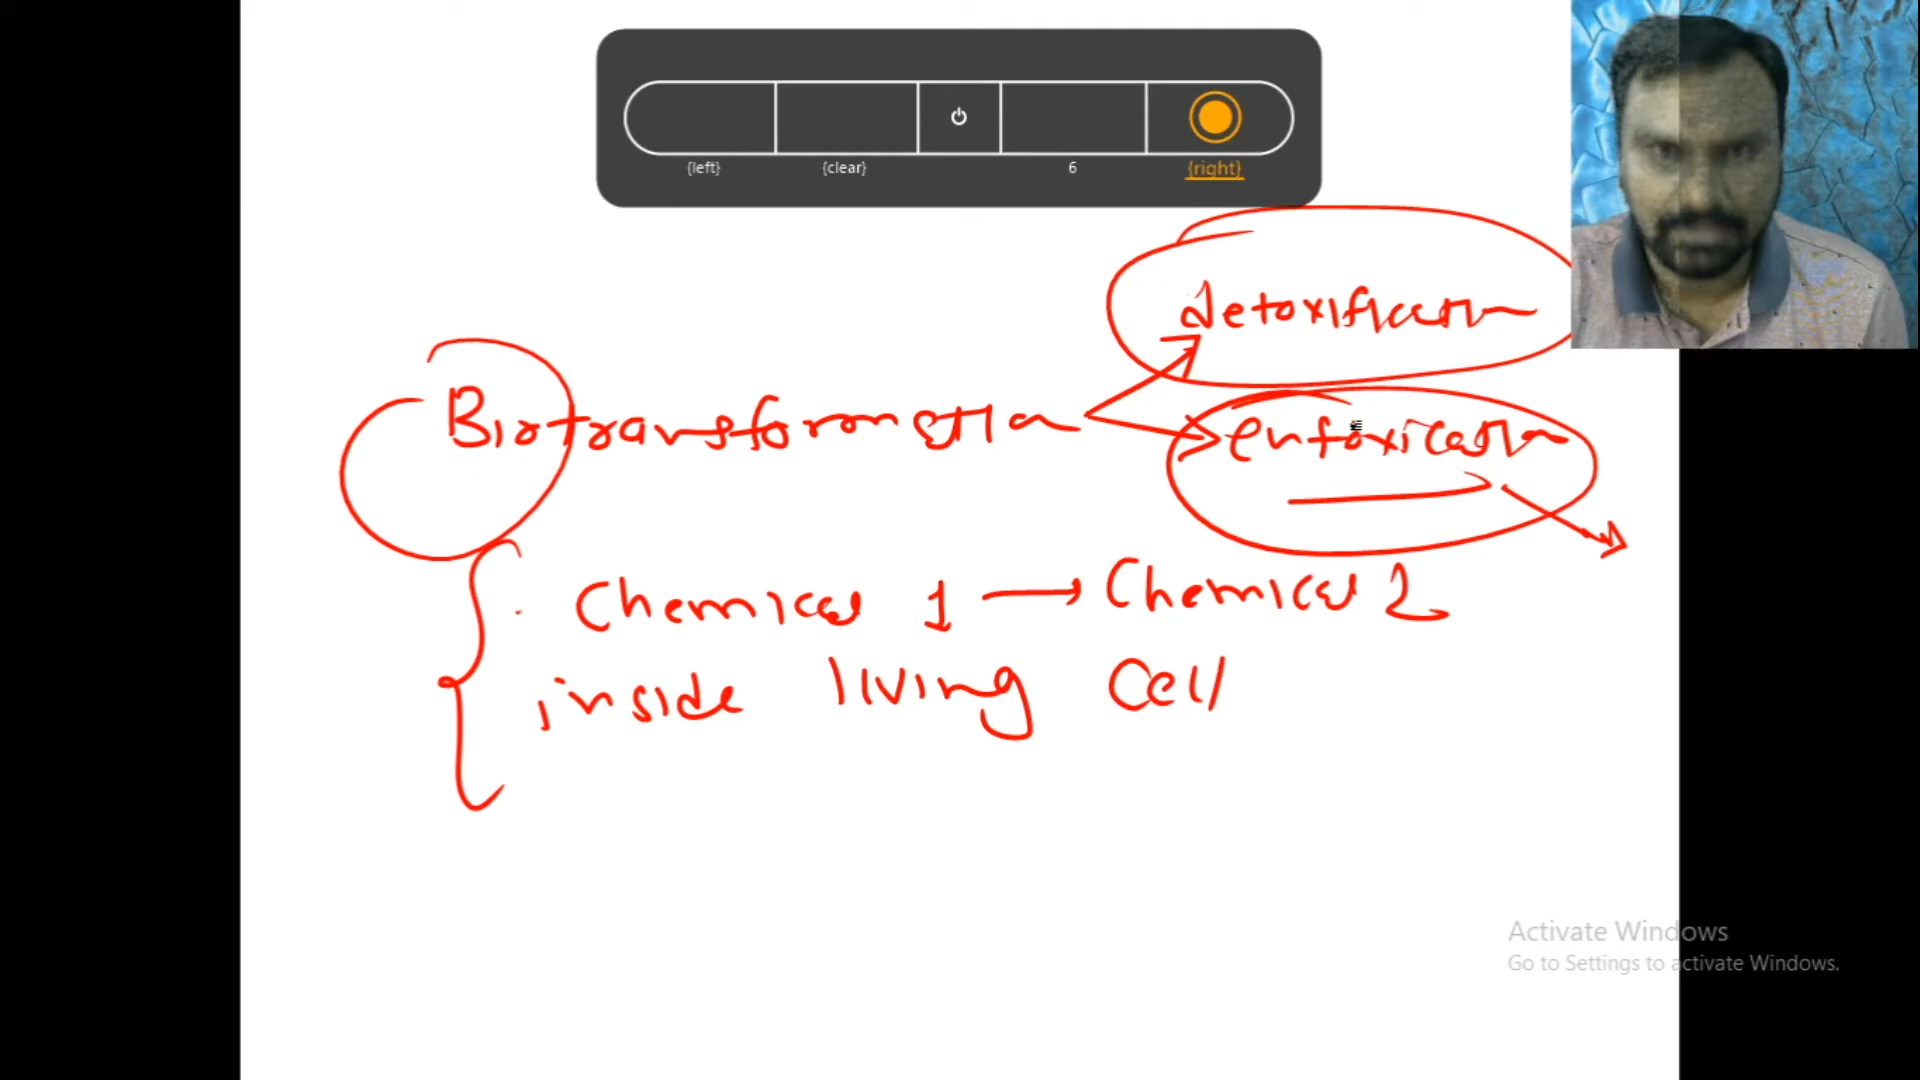 {left} {clear} 6 {right}
detoxification
Biotransformation
entoxication
Chemical 1 → Chemical 2
inside living Cell
Activate Windows
Go to Settings to activate Windows.